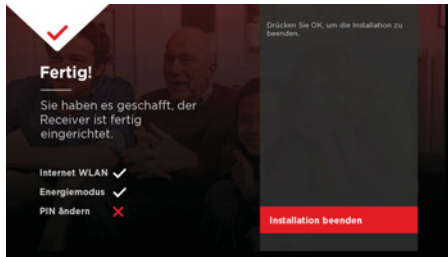 Fertig!
Sie haben es geschafft, der
Receiver ist fertig
eingerichtet.
Internet WLAN
Energiemodus
PIN ändern
Drücken Sie OK, um die Installation zu
beenden.
Installation beenden